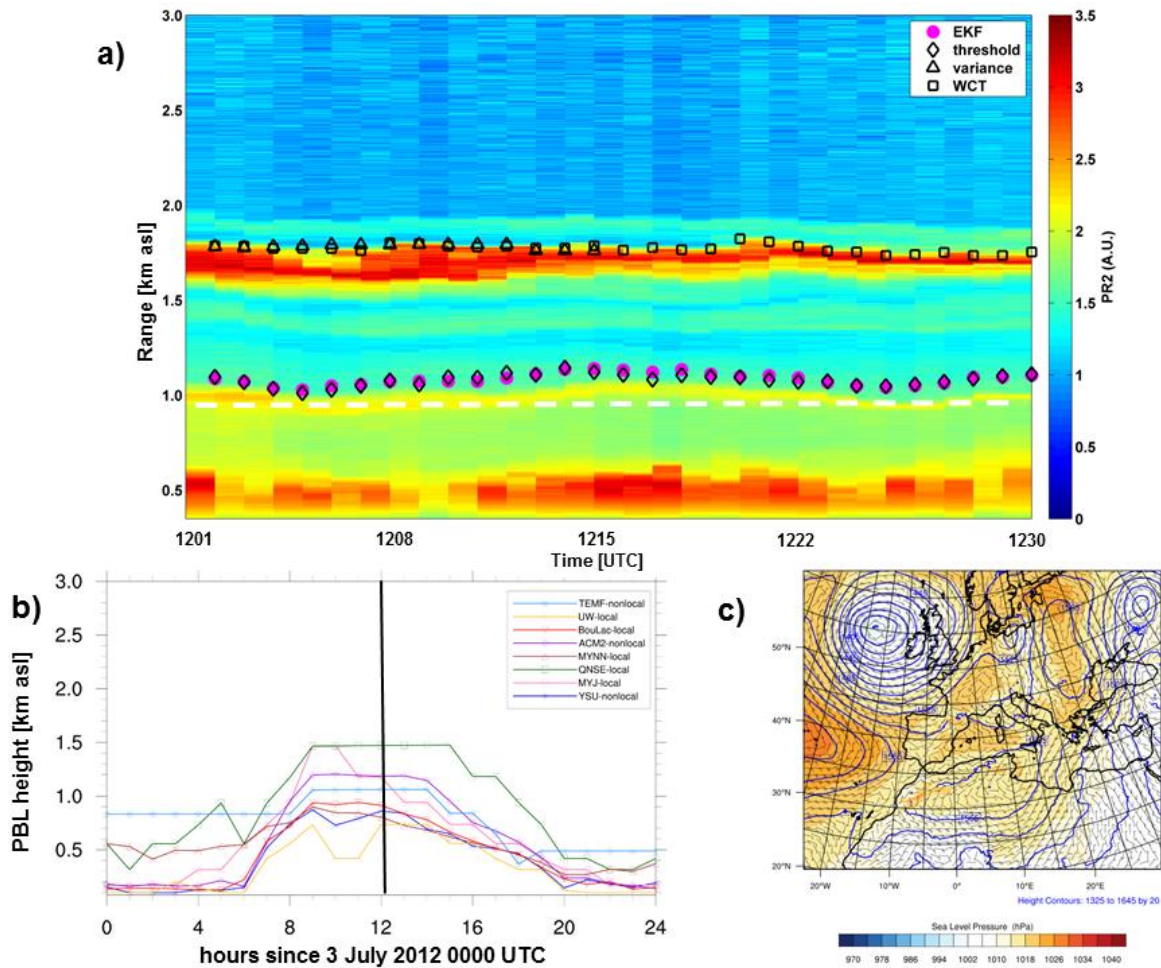 a)
3.0
2.5
2.0
1.5
1.0
0.5
Range [km asl]
EKF
threshold
variance
WCT
3.5
3
2.5
2
1.5
1
0.5
0
PR2 (A.U.)
1201
1208
1215
1222
1230
Time [UTC]
b)
3.0
2.5
2.0
1.5
1.0
0.5
PBL height [km asl]
TEMF-nonlocal
UW-local
BouLac-local
ACM2-nonlocal
MYNN-local
QNSE-local
MYJ-local
YSU-nonlocal
0
4
8
12
16
20
24
hours since 3 July 2012 0000 UTC
c)
50°N
40°N
30°N
20°N
20°W
10°W
0°
10°E
20°E
Height Contours: 1325 to 1645 by 20
Sea Level Pressure (hPa)
970 978 986 994 1002 1010 1018 1026 1034 1040